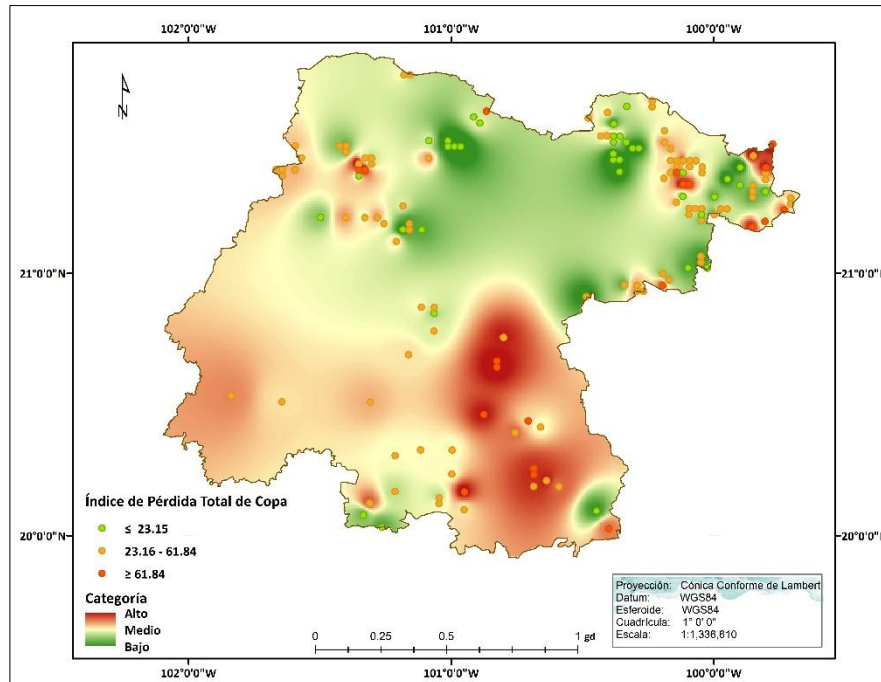 102°0'0"W 101°0'0"W 100°0'0"W
N
21°0'0"N 21°0'0"N
20°0'0"N 20°0'0"N
Índice de Pérdida Total de Copa
≤ 23.15
23.16 - 61.84
≥ 61.84
Categoría
Alto
Medio
Bajo
0 0.25 0.5 1 gd
Proyección: Cónica Conforme de Lambert
Datum: WGS84
Esferoide: WGS84
Cuadrícula: 1° 0' 0"
Escala: 1:1,336,610
102°0'0"W 101°0'0"W 100°0'0"W